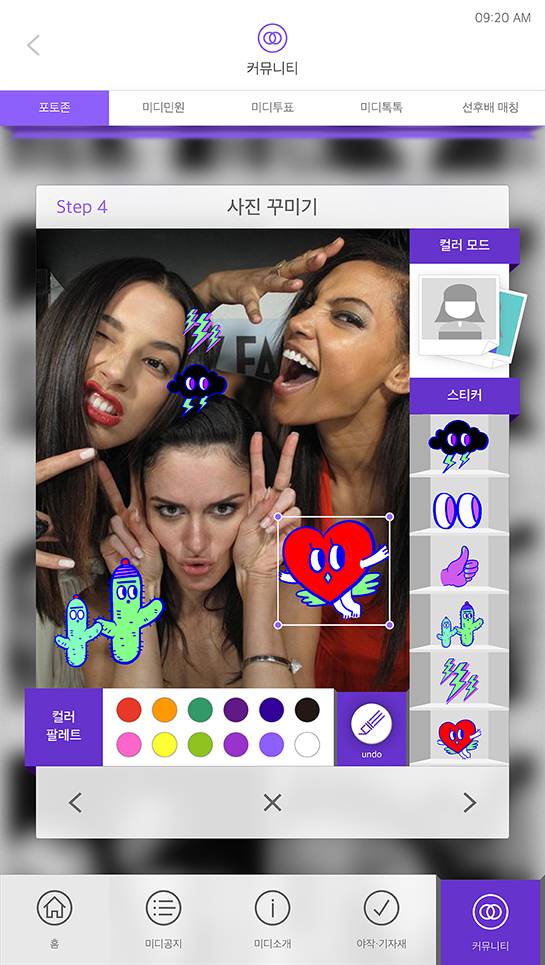 09:20 AM
커뮤니티
포토존
미디민원
미디투표
미디톡톡
선후배 매칭
Step 4
사진 꾸미기
컬러 모드
스티커
컬러
팔레트
undo
홈
미디공지
미디소개
야작·기자재
커뮤니티